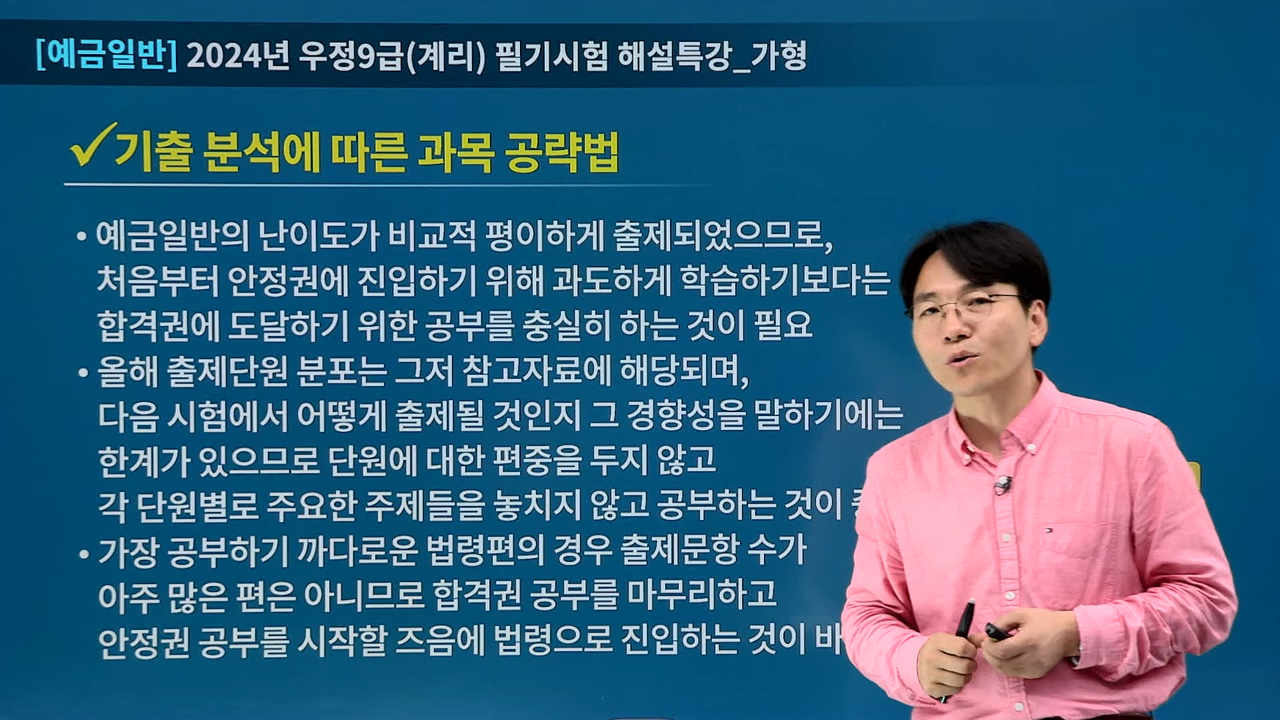 [예금일반] 2024년 우정9급(계리) 필기시험 해설특강_가형
✓기출 분석에 따른 과목 공략법
• 예금일반의 난이도가 비교적 평이하게 출제되었으므로,
처음부터 안정권에 진입하기 위해 과도하게 학습하기보다는
합격권에 도달하기 위한 공부를 충실히 하는 것이 필요
• 올해 출제단원 분포는 그저 참고자료에 해당되며,
다음 시험에서 어떻게 출제될 것인지 그 경향성을 말하기에는
한계가 있으므로 단원에 대한 편중을 두지 않고
각 단원별로 주요한 주제들을 놓치지 않고 공부하는 것이
• 가장 공부하기 까다로운 법령편의 경우 출제문항 수가
아주 많은 편은 아니므로 합격권 공부를 마무리하고
안정권 공부를 시작할 즈음에 법령으로 진입하는 것이